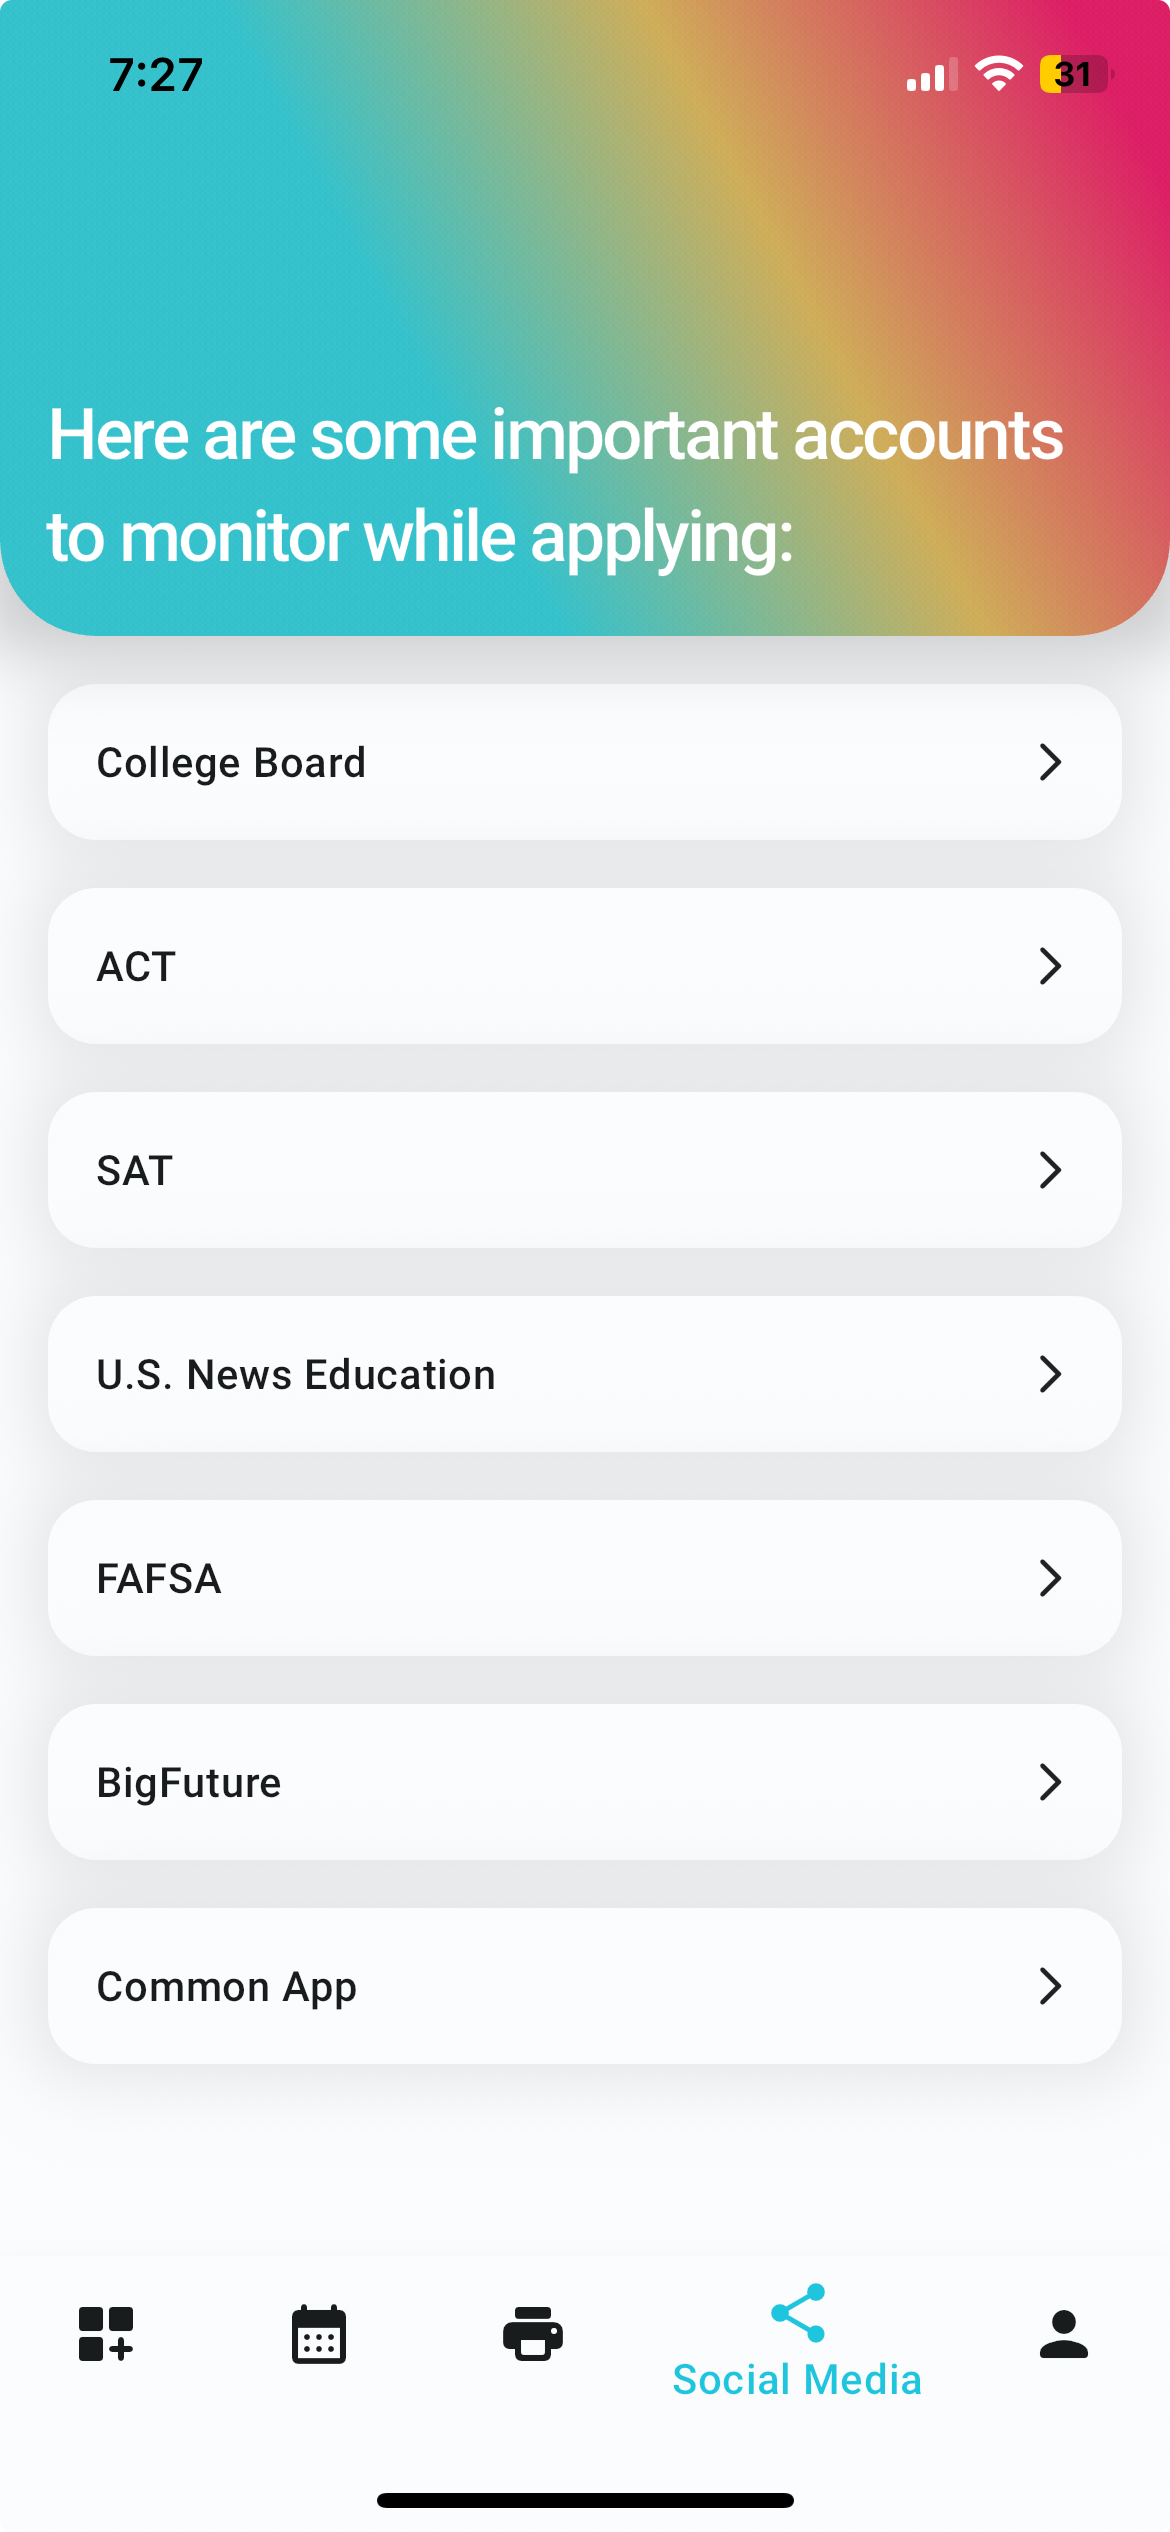 7:27
31
Here are some important accounts
to monitor while applying:
College Board
ACT
SAT
U.S. News Education
FAFSA
BigFuture
Common App
Social Media